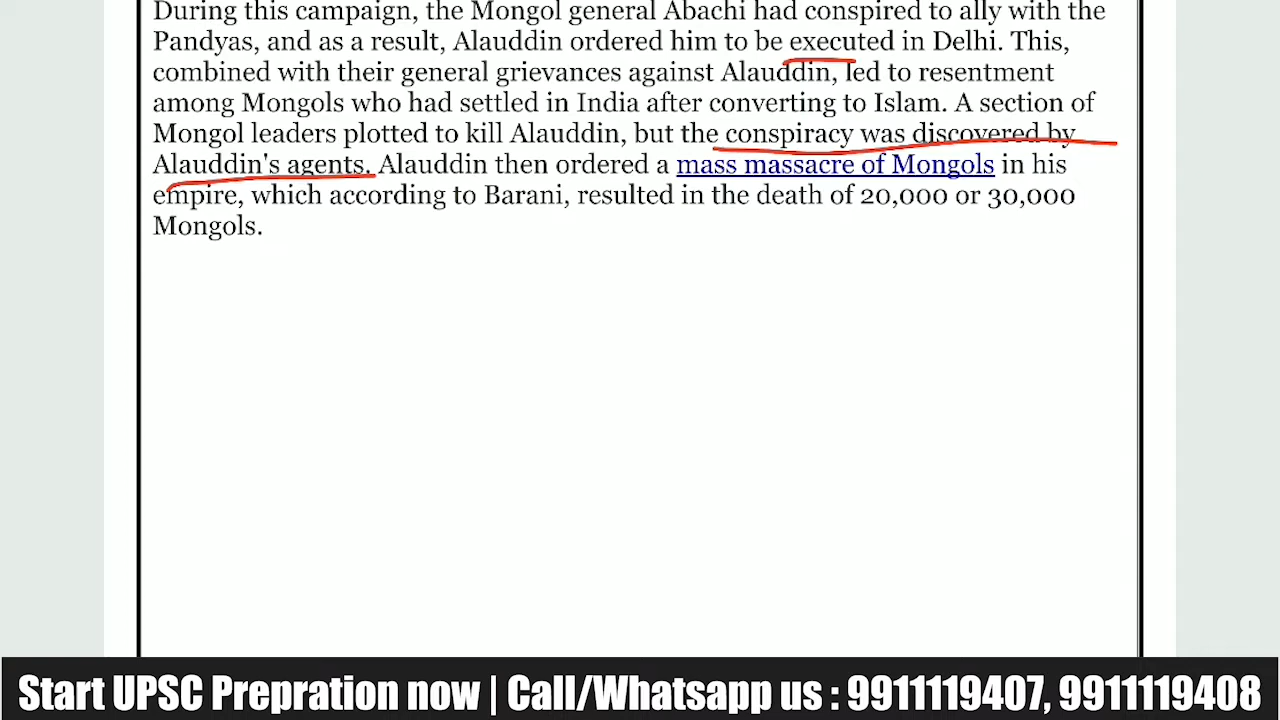 During this campaign, the Mongol general Abachi had conspired to ally with the
Pandyas, and as a result, Alauddin ordered him to be executed in Delhi. This,
combined with their general grievances against Alauddin, led to resentment
among Mongols who had settled in India after converting to Islam. A section of
Mongol leaders plotted to kill Alauddin, but the conspiracy was discovered by
Alauddin's agents. Alauddin then ordered a mass massacre of Mongols in his
empire, which according to Barani, resulted in the death of 20,000 or 30,000
Mongols.
Start UPSC Prepration now | Call/Whatsapp us : 9911119407, 9911119408